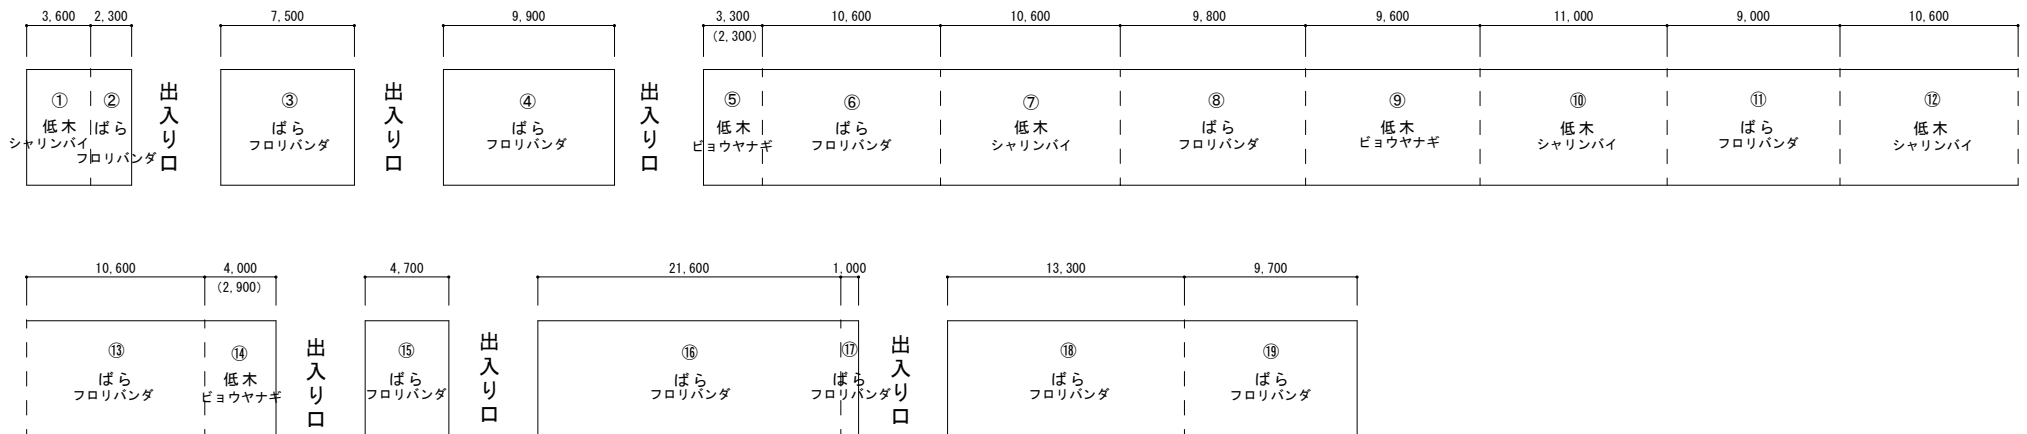 3,600 2,300 7,500 9,900 3,300 10,600 10,600 9,800 9,600 11,000 9,000 10,600
(2,300)
① ② ③ ④ ⑤ ⑥ ⑦ ⑧ ⑨ ⑩ ⑪ ⑫
低木 ばら ばら ばら 低木 ばら 低木 ばら 低木 低木 ばら 低木
シャリンバイ フロリバンダ フロリバンダ フロリバンダ ビョウヤナギ フロリバンダ シャリンバイ フロリバンダ ビョウヤナギ シャリンバイ フロリバンダ シャリンバイ
出入り口
出入り口
出入り口
10,600 4,000 4,700 21,600 1,000 13,300 9,700
(2,900)
⑬ ⑭ ⑮ ⑯ ⑰ ⑱ ⑲
ばら 低木 ばら ばら ばら ばら ばら
フロリバンダ ビョウヤナギ フロリバンダ フロリバンダ フロリバンダ フロリバンダ フロリバンダ
出入り口
出入り口
出入り口